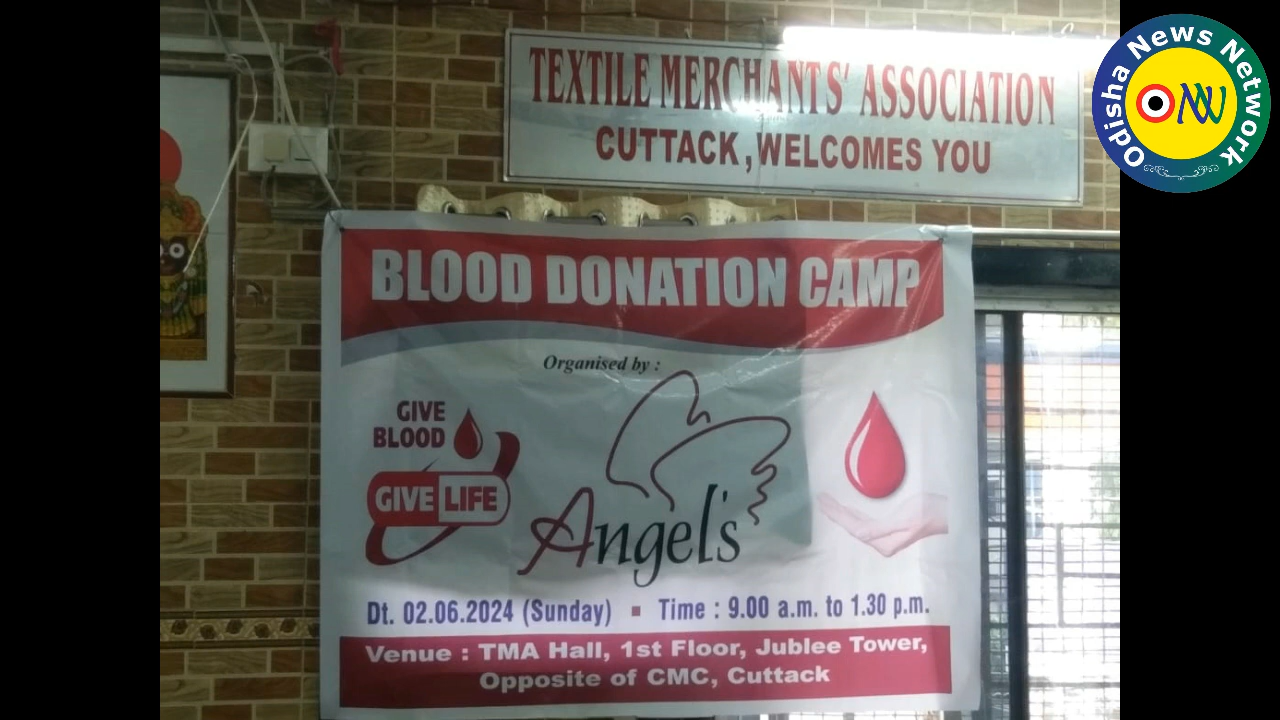 TEXTILE MERCHANTS' ASSOCIATION
CUTTACK, WELCOMES YOU
Odisha News Network
ONN
BLOOD DONATION CAMP
Organised by :
GIVE
BLOOD
GIVE LIFE
Angel's
Dt. 02.06.2024 (Sunday) ▪ Time : 9.00 a.m. to 1.30 p.m.
Venue : TMA Hall, 1st Floor, Jublee Tower,
Opposite of CMC, Cuttack